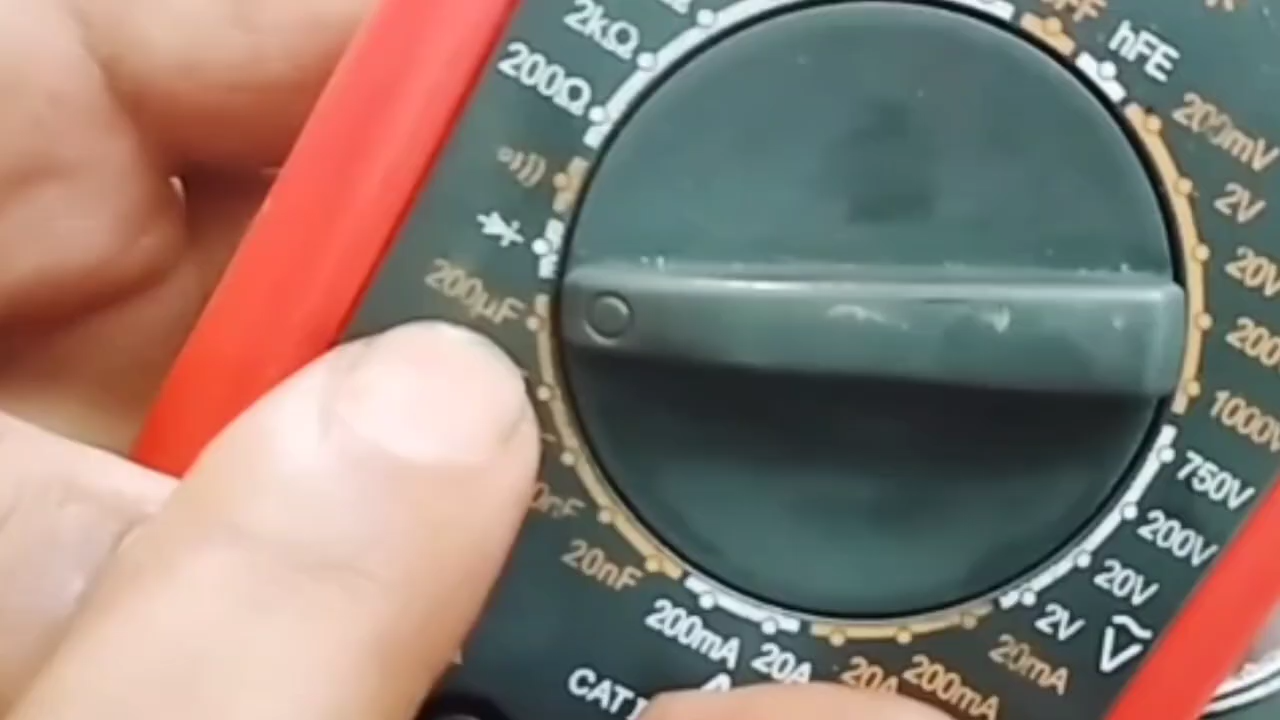 2kΩ
200Ω
200µF
20nF
200mA
20A
20A
200mA
20mA
2V
20V
200V
750V
1000V
20V
2V
200mV
hFE
V
CAT